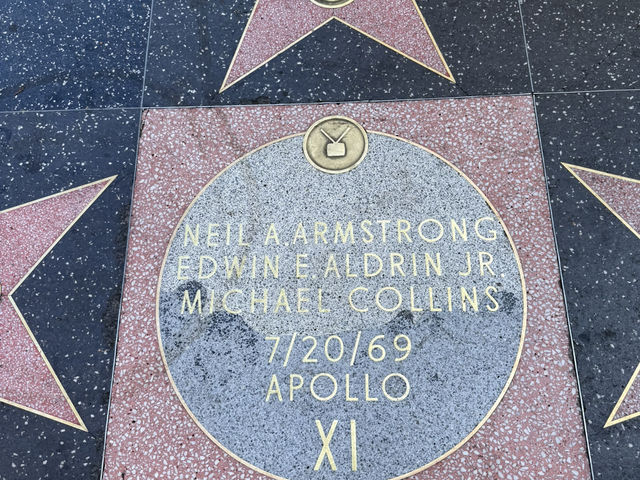 NEIL A. ARMSTRONG
EDWIN E. ALDRIN JR.
MICHAEL COLLINS
7/20/69
APOLLO
XI